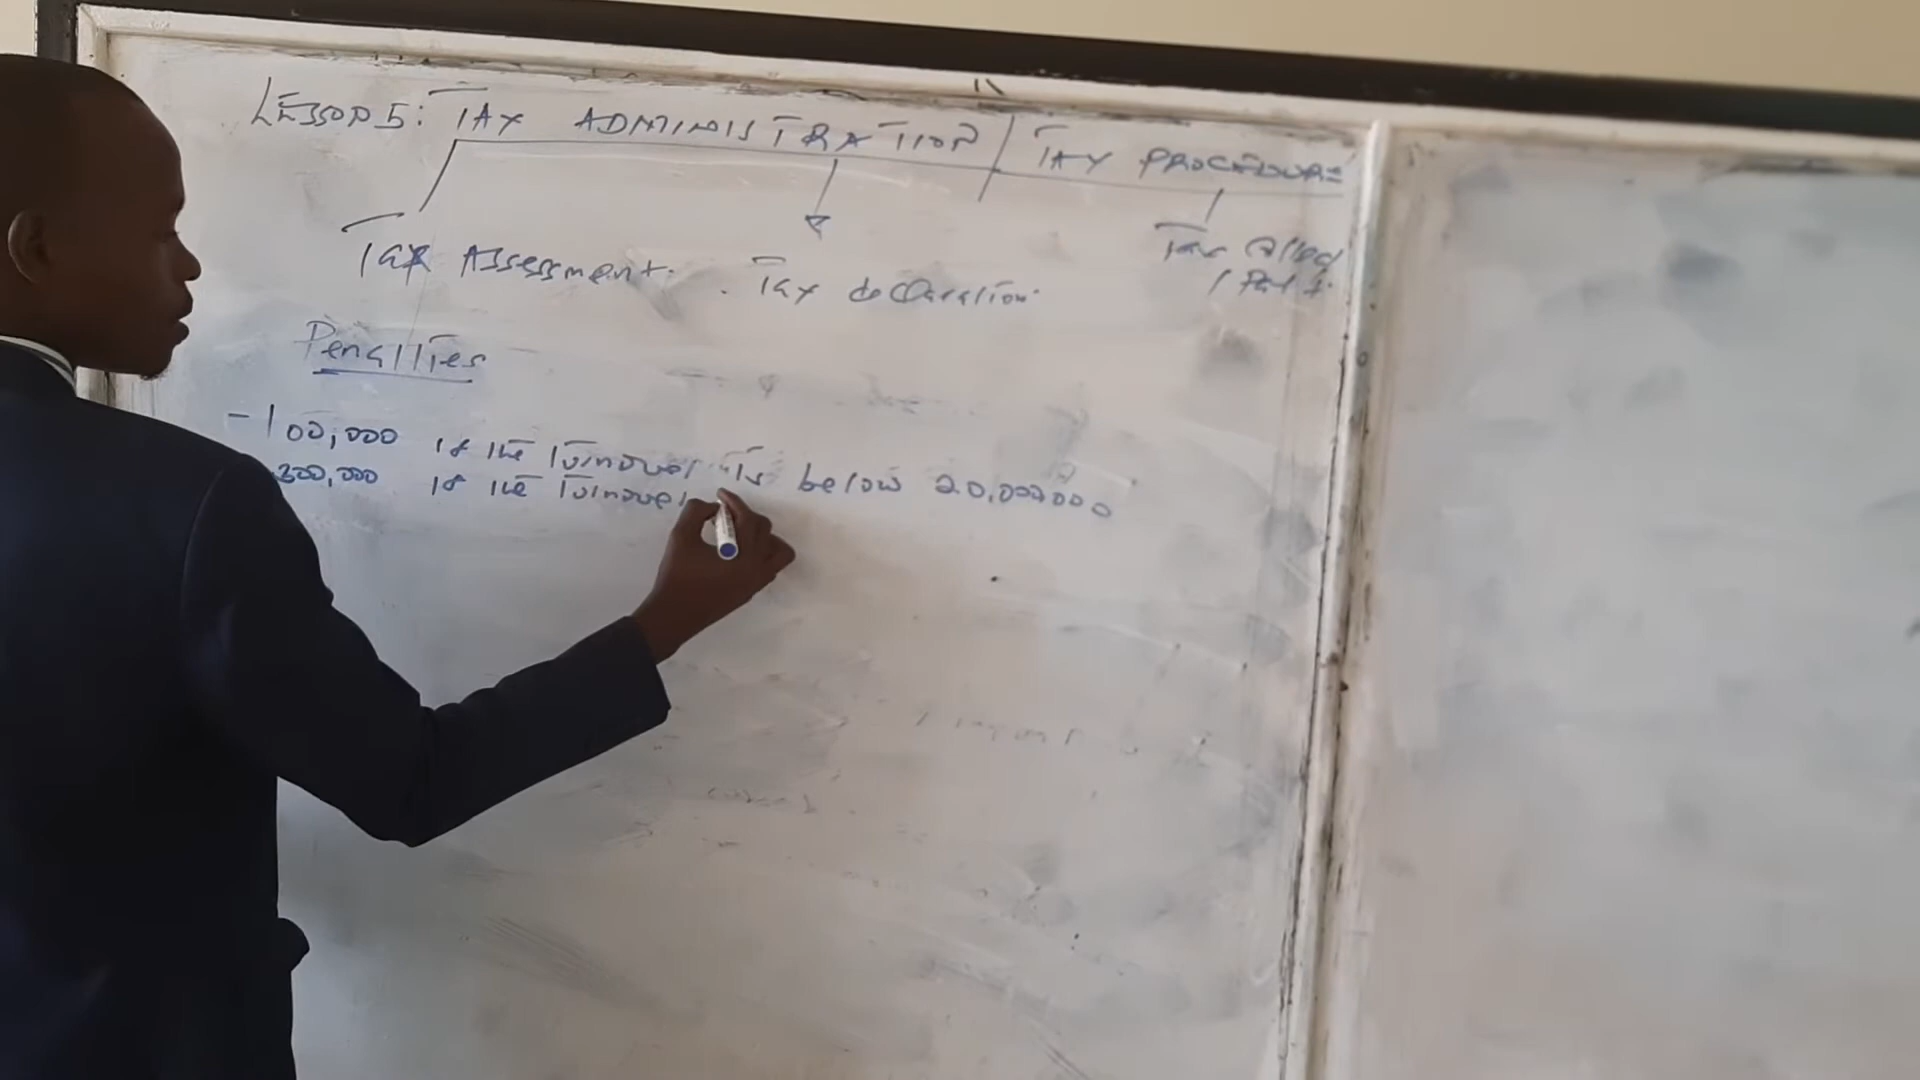 LESSON 5: TAX ADMINISTRATION / TAX PROCEDURE
Tax Assessment. Tax declaration.
Penalties
- 100,000 if the turnover is below 20,000,000
300,000 if the turnover